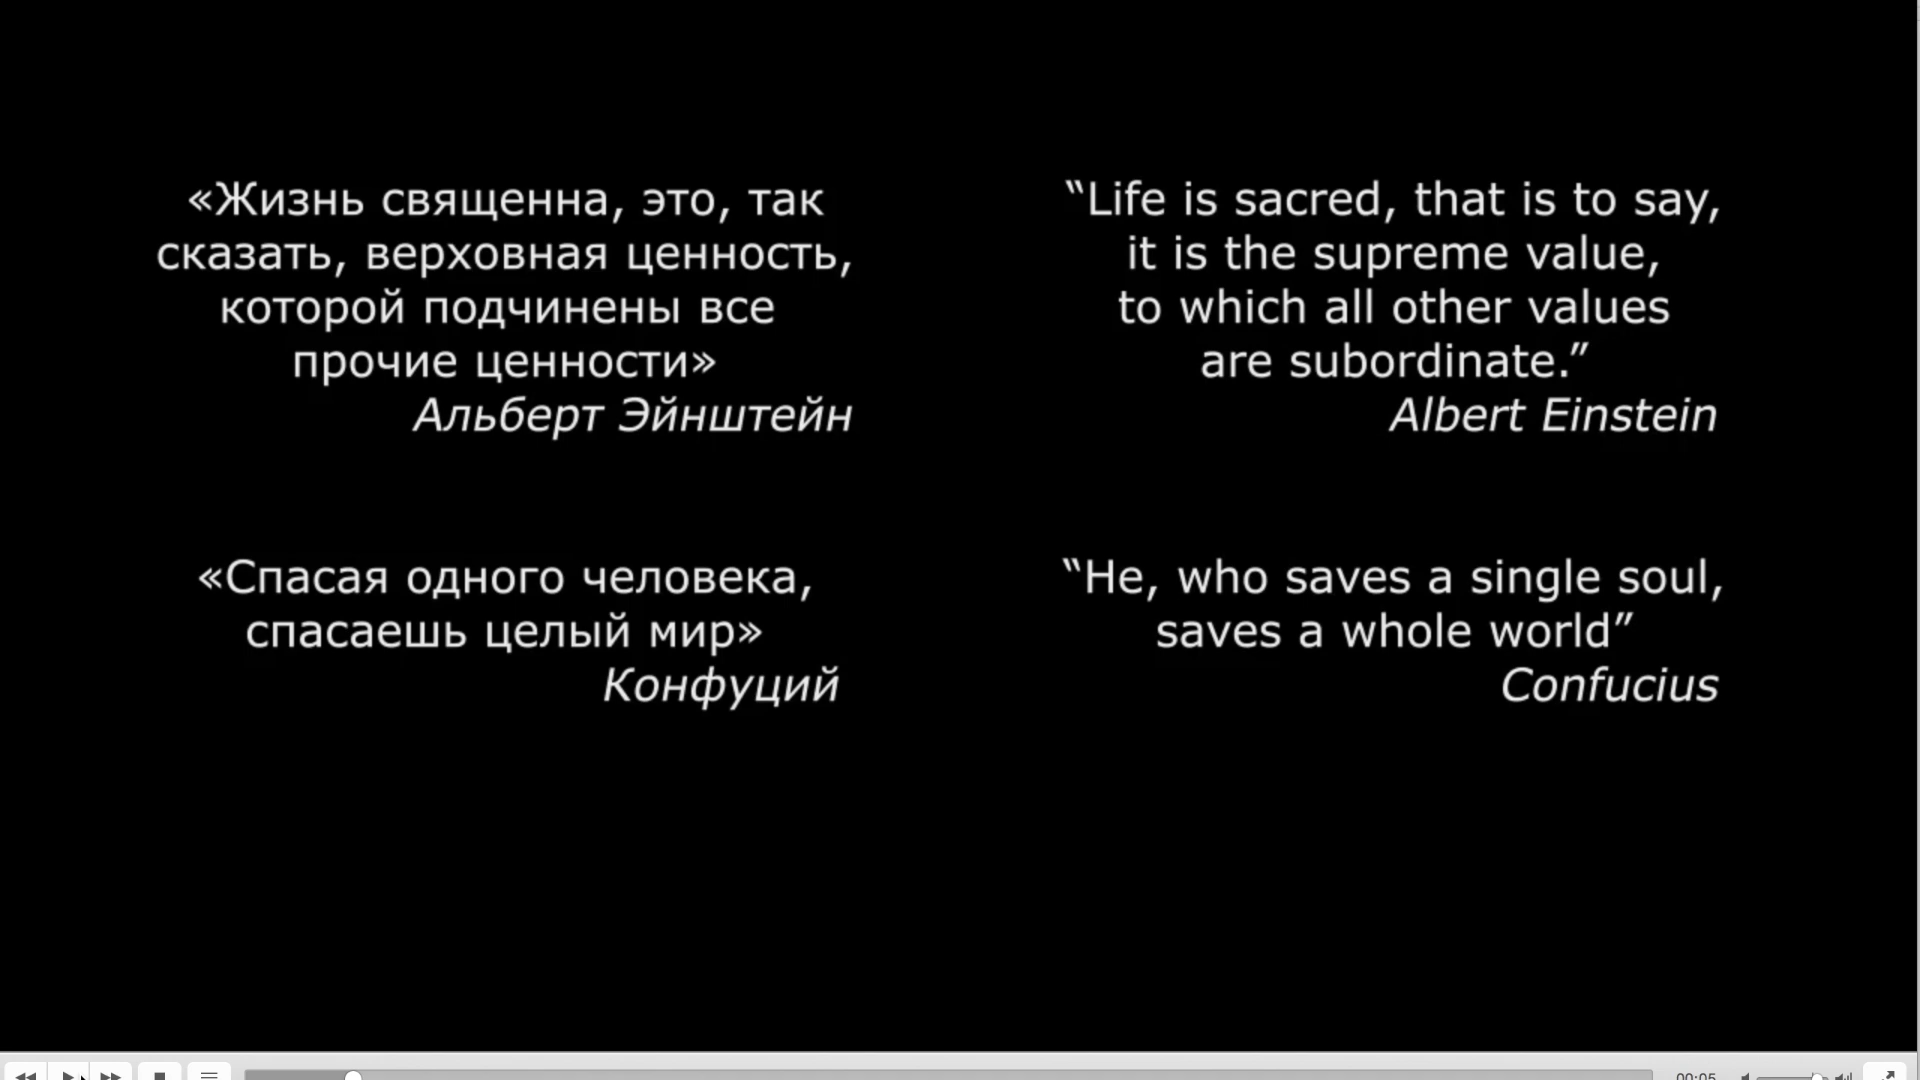 «Жизнь священна, это, так
сказать, верховная ценность,
которой подчинены все
прочие ценности»
Альберт Эйнштейн
«Спасая одного человека,
спасаешь целый мир»
Конфуций
“Life is sacred, that is to say,
it is the supreme value,
to which all other values
are subordinate.”
Albert Einstein
“He, who saves a single soul,
saves a whole world”
Confucius
00:05